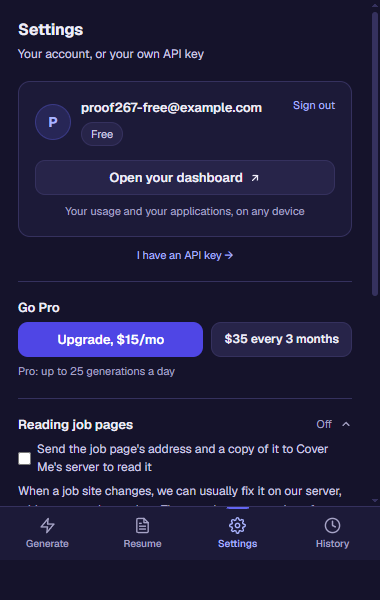 Settings
Your account, or your own API key
P
proof267-free@example.com
Sign out
Free
Open your dashboard ↗
Your usage and your applications, on any device
I have an API key →
Go Pro
Upgrade, $15/mo
$35 every 3 months
Pro: up to 25 generations a day
Reading job pages
Off
Send the job page's address and a copy of it to Cover
Me's server to read it
When a job site changes, we can usually fix it on our server,
Generate
Resume
Settings
History